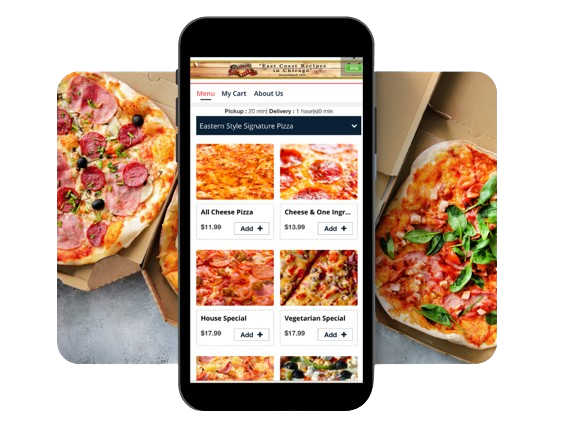 "East Coast Recipes
in Chicago"
Menu My Cart About Us
Pickup : 20 min| Delivery : 1 hour(s)0 min
Eastern Style Signature Pizza
All Cheese Pizza
$11.99 Add +
Cheese & One Ingr...
$13.99 Add +
House Special
$17.99 Add +
Vegetarian Special
$17.99 Add +